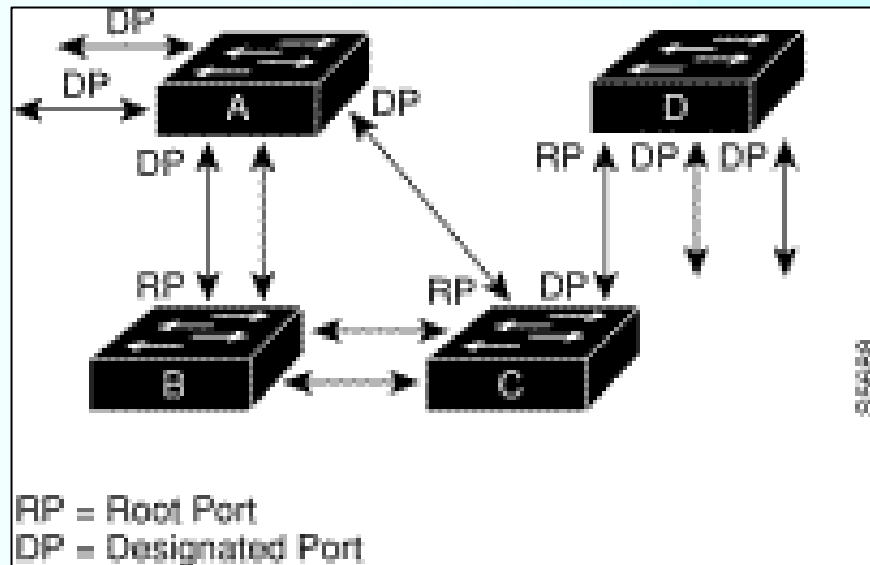 DP
DP
A
DP
D
DP
RP DP DP
RP
RP
DP
B
C
RP = Root Port
DP = Designated Port